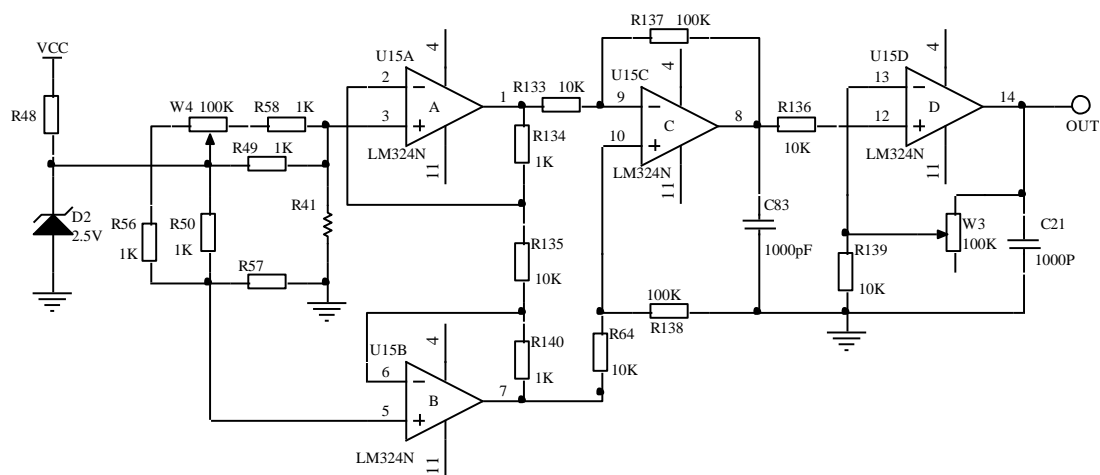 VCC
R48
W4 100K
R58 1K
R49 1K
R56
1K
R50
1K
R57
R41
D2
2.5V
U15A
4
2
3
1
A
LM324N
11
R133 10K
R134
1K
R135
10K
R140
1K
U15B
4
6
5
7
B
LM324N
11
R137 100K
U15C
4
9
10
8
C
LM324N
11
R136
10K
C83
1000pF
100K
R138
R64
10K
U15D
4
13
12
14
D
LM324N
11
OUT
W3
100K
R139
10K
C21
1000P